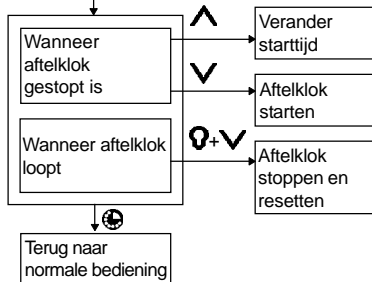 Wanneer
aftelklok
gestopt is
Verander
starttijd
Aftelklok
starten
Wanneer aftelklok
loopt
+
Aftelklok
stoppen en
resetten
Terug naar
normale bediening